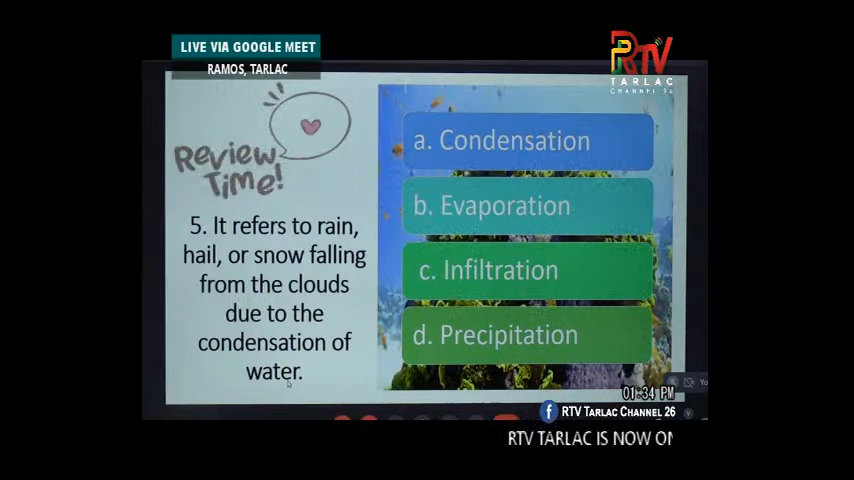 LIVE VIA GOOGLE MEET
RAMOS, TARLAC
RTV
TARLAC
CHANNEL 26
Review
Time!
5. It refers to rain,
hail, or snow falling
from the clouds
due to the
condensation of
water.
a. Condensation
b. Evaporation
c. Infiltration
d. Precipitation
01:34 PM
RTV TARLAC CHANNEL 26
RTV TARLAC IS NOW ON